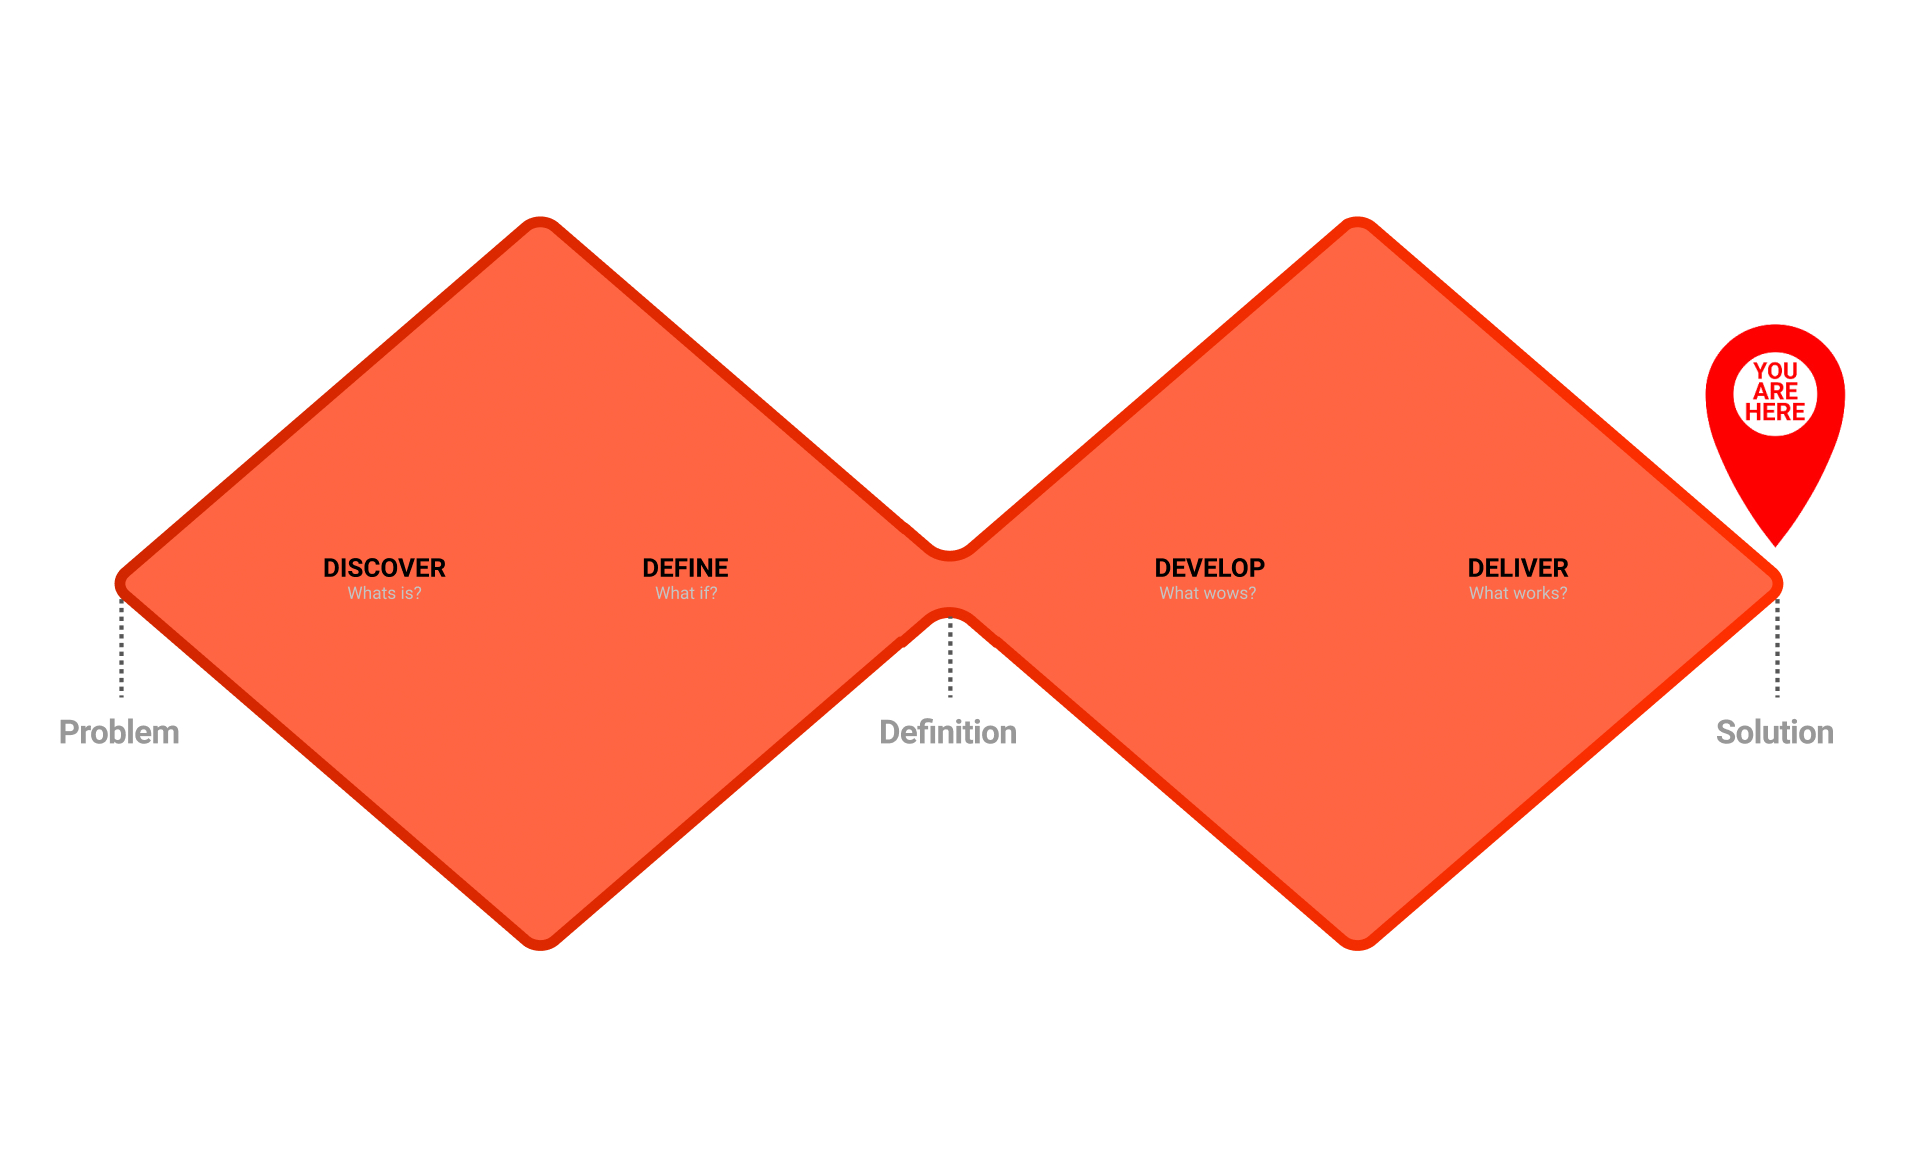 YOU
ARE
HERE
DISCOVER
Whats is?
DEFINE
What if?
DEVELOP
What wows?
DELIVER
What works?
Problem
Definition
Solution